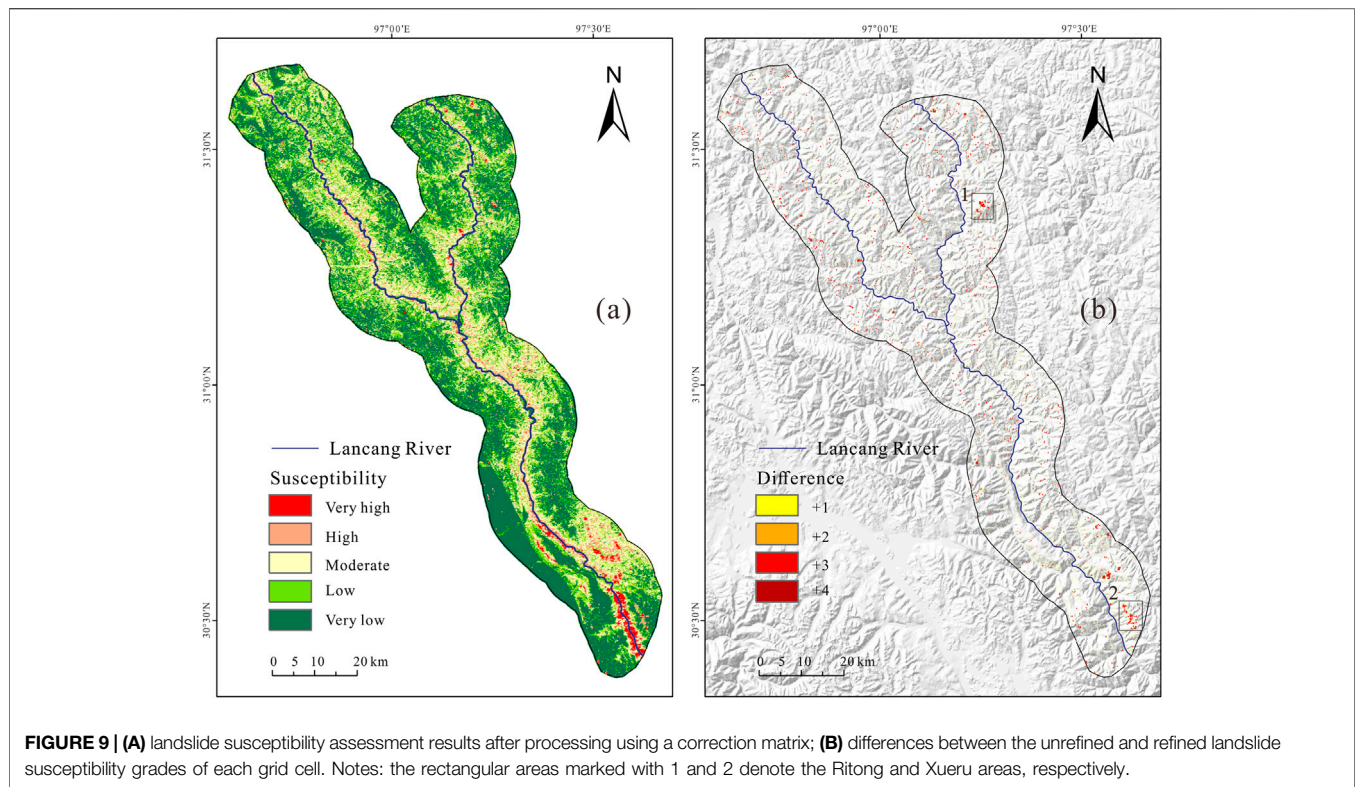 97°00′E
97°30′E
97°00′E
97°30′E
N
N
31°30′N
31°30′N
1
(a)
(b)
31°00′N
31°00′N
Lancang River
Susceptibility
Very high
High
Moderate
Low
Very low
Lancang River
Difference
+1
+2
+3
+4
2
30°30′N
30°30′N
0 5 10 20 km
0 5 10 20 km
FIGURE 9 | (A) landslide susceptibility assessment results after processing using a correction matrix; (B) differences between the unrefined and refined landslide
susceptibility grades of each grid cell. Notes: the rectangular areas marked with 1 and 2 denote the Ritong and Xueru areas, respectively.